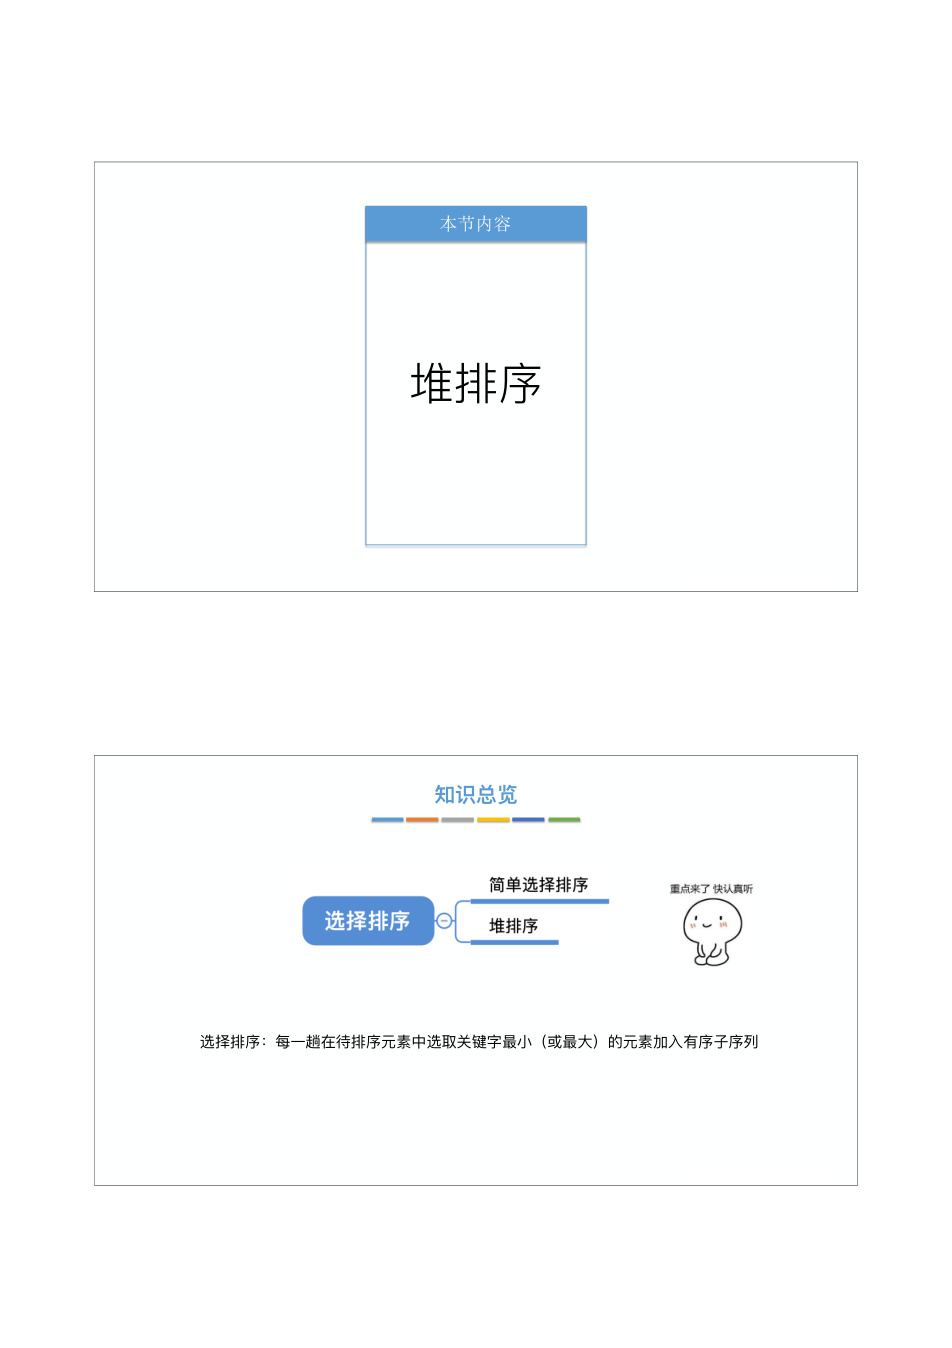 本节内容
堆排序
知识总览
选择排序
简单选择排序
堆排序
重点来了 快认真听
选择排序：每一趟在待排序元素中选取关键字最小（或最大）的元素加入有序子序列